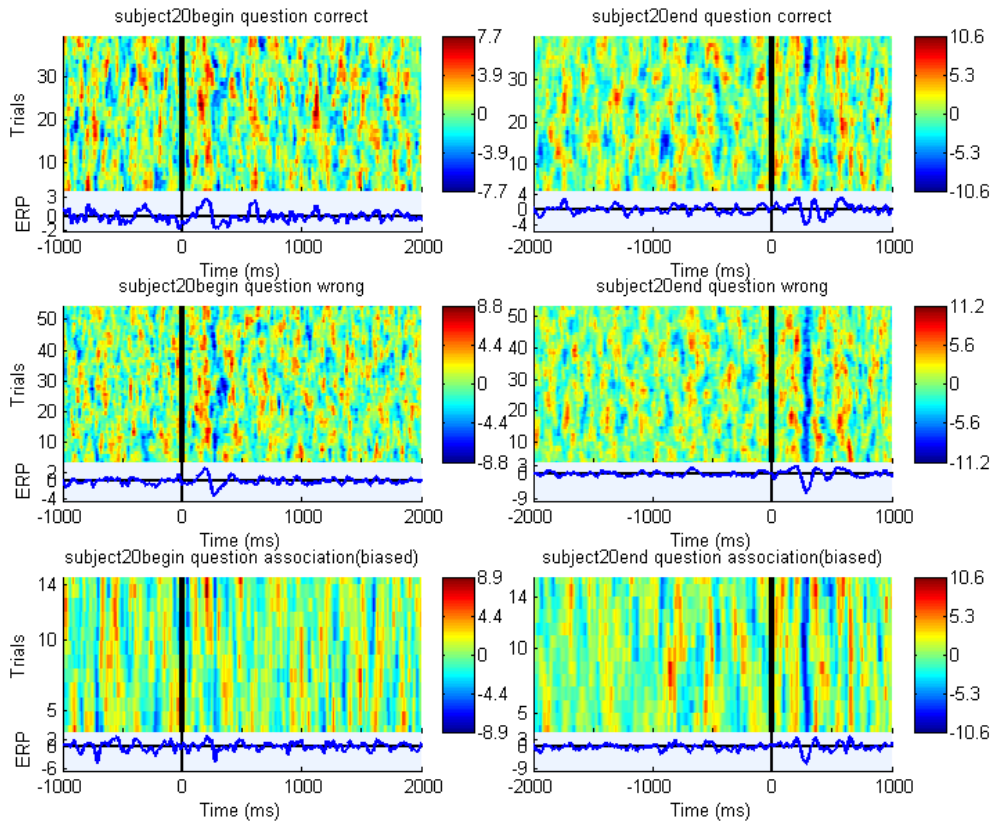 subject20begin question correct
7.7
3.9
0
-3.9
-7.7
Trials
30
20
10
ERP
3
0
-2
-1000 0 1000 2000
Time (ms)
subject20end question correct
10.6
5.3
0
-5.3
-10.6
30
20
10
4
0
-4
-2000 -1000 0 1000
Time (ms)
subject20begin question wrong
8.8
4.4
0
-4.4
-8.8
Trials
50
40
30
20
10
ERP
2
0
-4
-1000 0 1000 2000
Time (ms)
subject20end question wrong
11.2
5.6
0
-5.6
-11.2
50
40
30
20
10
3
0
-9
-2000 -1000 0 1000
Time (ms)
subject20begin question association(biased)
8.9
4.4
0
-4.4
-8.9
Trials
14
10
5
ERP
0
-6
-1000 0 1000 2000
Time (ms)
subject20end question association(biased)
10.6
5.3
0
-5.3
-10.6
14
10
5
0
-9
-2000 -1000 0 1000
Time (ms)